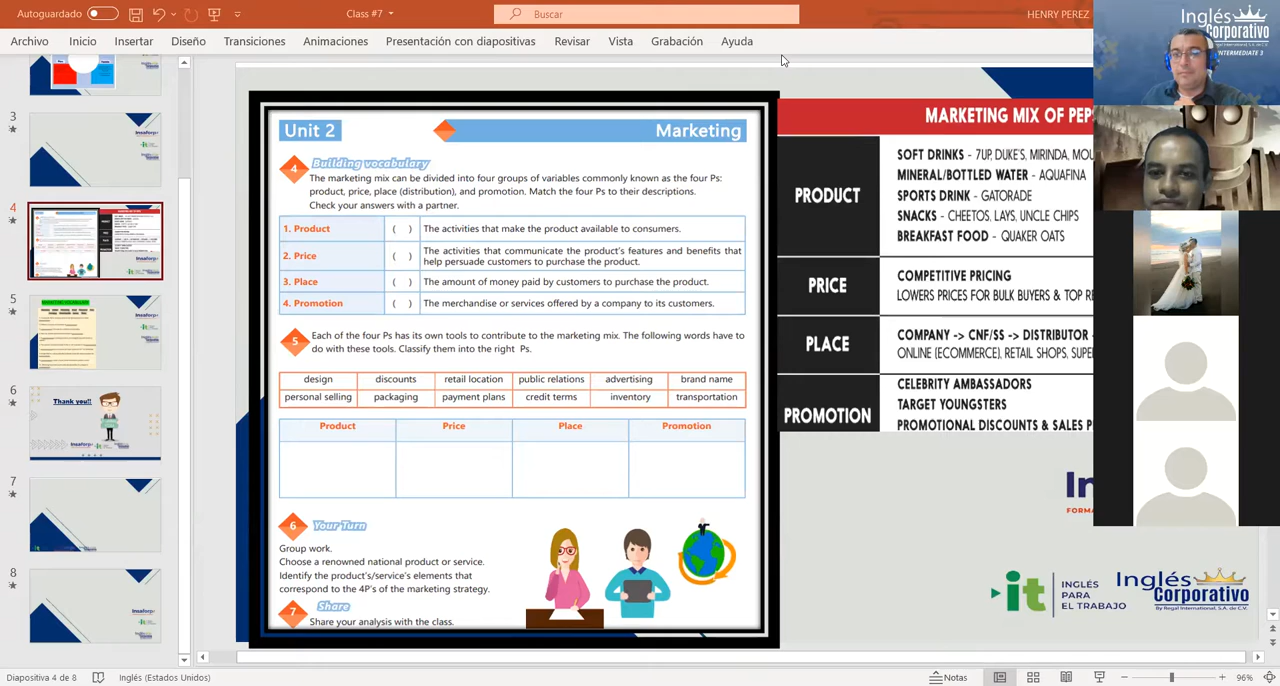 Autoguardado
Class #7
Buscar
HENRY PEREZ
Archivo Inicio Insertar Diseño Transiciones Animaciones Presentación con diapositivas Revisar Vista Grabación Ayuda
Inglés
Corporativo
INTERMEDIATE 3
3
4
5
6
Thank you!!
7
8
Unit 2
Marketing
4 Building vocabulary
The marketing mix can be divided into four groups of variables commonly known as the four Ps:
product, price, place (distribution), and promotion. Match the four Ps to their descriptions.
Check your answers with a partner.
1. Product ( ) The activities that make the product available to consumers.
2. Price ( ) The activities that communicate the product's features and benefits that
help persuade customers to purchase the product.
3. Place ( ) The amount of money paid by customers to purchase the product.
4. Promotion ( ) The merchandise or services offered by a company to its customers.
5 Each of the four Ps has its own tools to contribute to the marketing mix. The following words have to
do with these tools. Classify them into the right Ps.
design discounts retail location public relations advertising brand name
personal selling packaging payment plans credit terms inventory transportation
Product Price Place Promotion
6 Your Turn
Group work.
Choose a renowned national product or service.
Identify the product's/service's elements that
correspond to the 4P's of the marketing strategy.
7 Share
Share your analysis with the class.
MARKETING MIX OF PEP
PRODUCT
SOFT DRINKS - 7UP, DUKE'S, MIRINDA, MOU
MINERAL/BOTTLED WATER - AQUAFINA
SPORTS DRINK - GATORADE
SNACKS - CHEETOS, LAYS, UNCLE CHIPS
BREAKFAST FOOD - QUAKER OATS
PRICE
COMPETITIVE PRICING
LOWERS PRICES FOR BULK BUYERS & TOP RE
PLACE
COMPANY -> CNF/SS -> DISTRIBUTOR -
ONLINE (ECOMMERCE), RETAIL SHOPS, SUPE
PROMOTION
CELEBRITY AMBASSADORS
TARGET YOUNGSTERS
PROMOTIONAL DISCOUNTS & SALES P
In
FORMA
it
INGLÉS
PARA
EL TRABAJO
Inglés
Corporativo
By Regal International, S.A. de C.V.
Diapositiva 4 de 8
Inglés (Estados Unidos)
Notas
96%